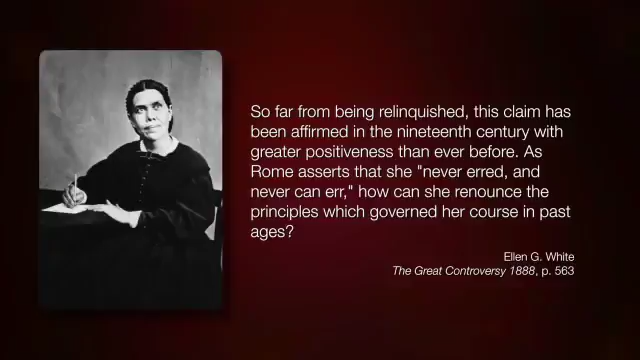 So far from being relinquished, this claim has
been affirmed in the nineteenth century with
greater positiveness than ever before. As
Rome asserts that she "never erred, and
never can err," how can she renounce the
principles which governed her course in past
ages?
Ellen G. White
The Great Controversy 1888, p. 563